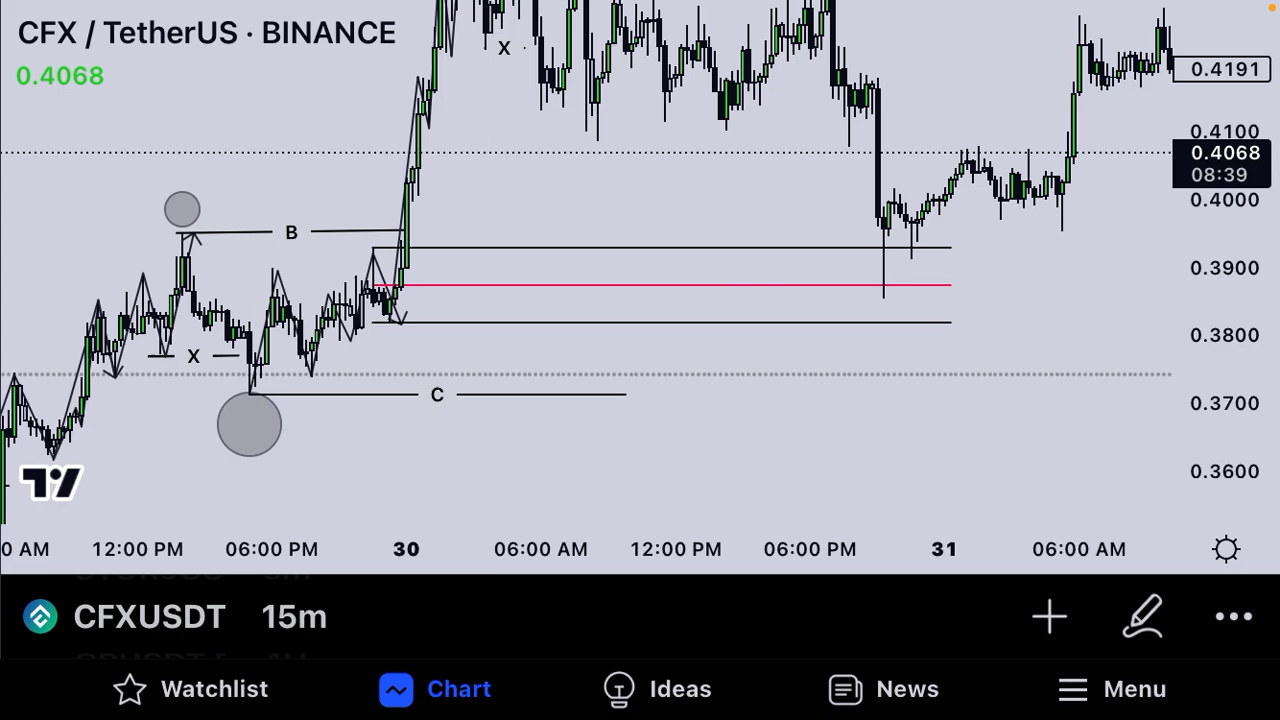 CFX / TetherUS · BINANCE
0.4068
X
0.4191
0.4100
0.4068
08:39
0.4000
B
0.3900
0.3800
X
0.3700
C
0.3600
0 AM 12:00 PM 06:00 PM 30 06:00 AM 12:00 PM 06:00 PM 31 06:00 AM
CFXUSDT 15m
Watchlist Chart Ideas News Menu